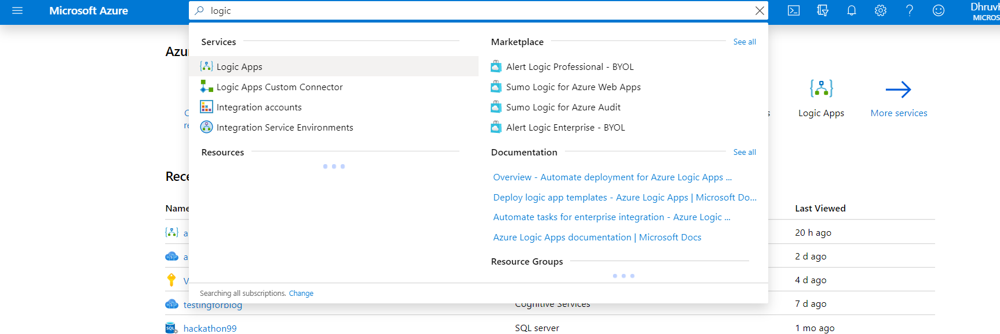 Microsoft Azure
logic
Dhruvk
MICROS
Services
Logic Apps
Logic Apps Custom Connector
Integration accounts
Integration Service Environments
Resources
Marketplace
See all
Alert Logic Professional - BYOL
Sumo Logic for Azure Web Apps
Sumo Logic for Azure Audit
Alert Logic Enterprise - BYOL
Documentation
See all
Overview - Automate deployment for Azure Logic Apps ...
Deploy logic app templates - Azure Logic Apps | Microsoft Do...
Automate tasks for enterprise integration - Azure Logic ...
Azure Logic Apps documentation | Microsoft Docs
Resource Groups
Searching all subscriptions. Change
Azu
re
s
Logic Apps
More services
Rece
Name
Last Viewed
a
20 h ago
a
2 d ago
V
4 d ago
testingforblog
Cognitive Services
7 d ago
SQL
hackathon99
SQL server
1 mo ago